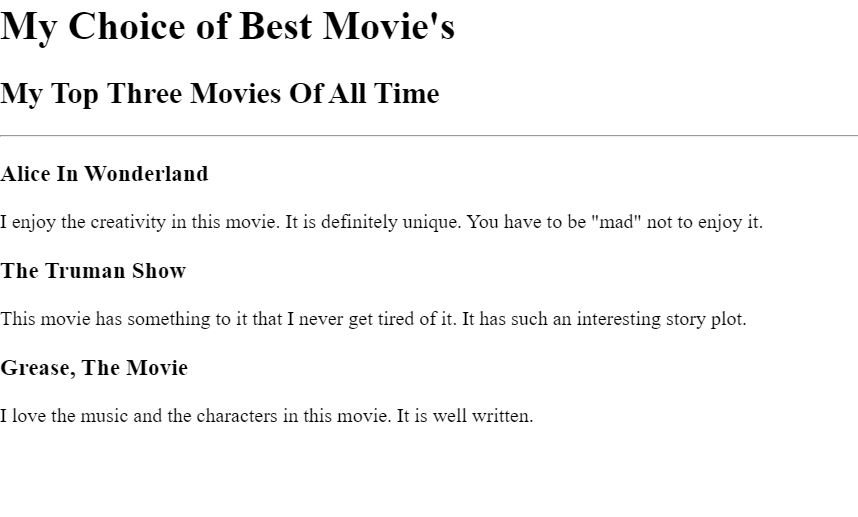 My Choice of Best Movie's
My Top Three Movies Of All Time
Alice In Wonderland
I enjoy the creativity in this movie. It is definitely unique. You have to be "mad" not to enjoy it.
The Truman Show
This movie has something to it that I never get tired of it. It has such an interesting story plot.
Grease, The Movie
I love the music and the characters in this movie. It is well written.